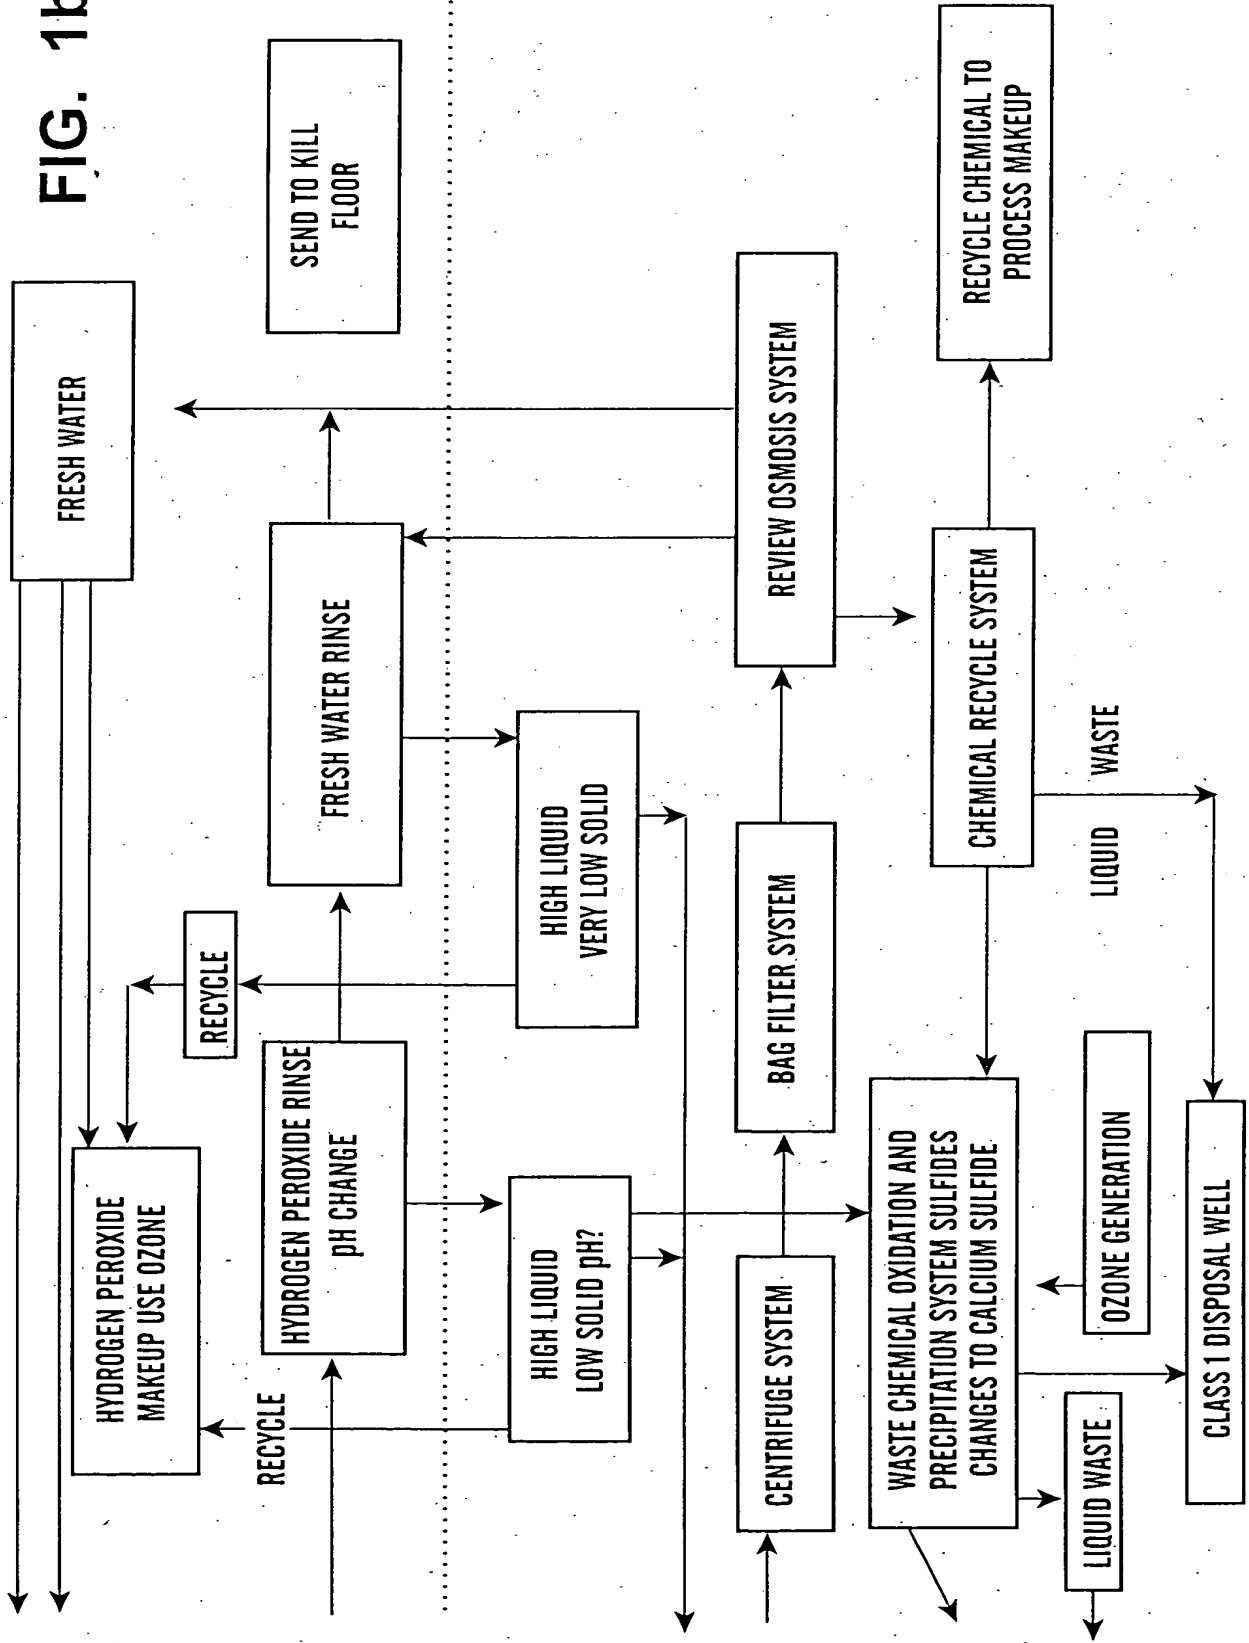 FIG. 1b
FRESH WATER
HYDROGEN PEROXIDE
MAKEUP USE OZONE
RECYCLE
RECYCLE
HYDROGEN PEROXIDE RINSE
pH CHANGE
FRESH WATER RINSE
SEND TO KILL
FLOOR
HIGH LIQUID
LOW SOLID pH?
HIGH LIQUID
VERY LOW SOLID
CENTRIFUGE SYSTEM
BAG FILTER SYSTEM
REVIEW OSMOSIS SYSTEM
WASTE CHEMICAL OXIDATION AND
PRECIPITATION SYSTEM SULFIDES
CHANGES TO CALCIUM SULFIDE
CHEMICAL RECYCLE SYSTEM
RECYCLE CHEMICAL TO
PROCESS MAKEUP
LIQUID WASTE
OZONE GENERATION
LIQUID WASTE
CLASS 1 DISPOSAL WELL